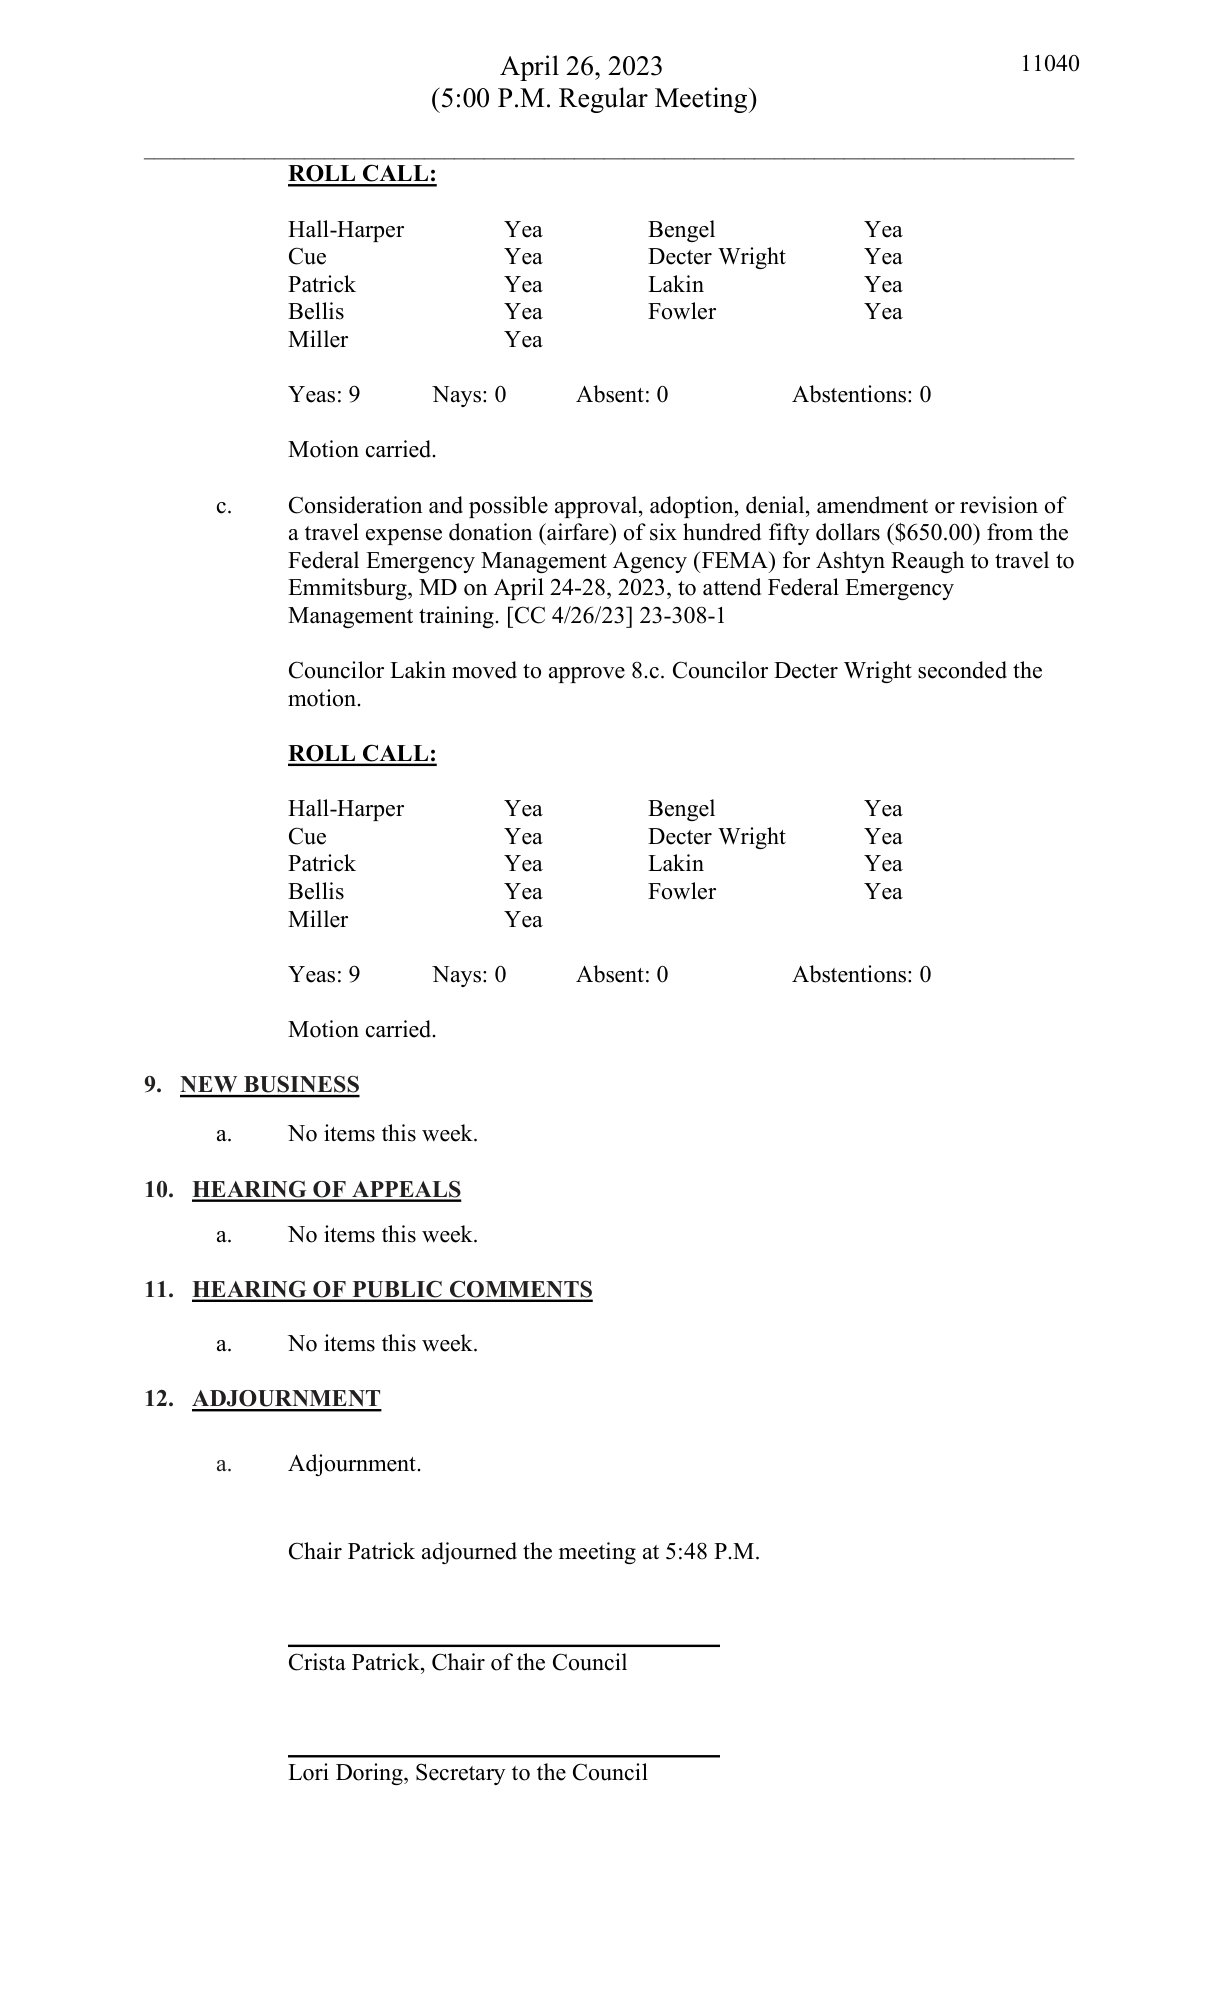 April 26, 2023 11040
(5:00 P.M. Regular Meeting)
ROLL CALL:
Hall-Harper Yea Bengel Yea
Cue Yea Decter Wright Yea
Patrick Yea Lakin Yea
Bellis Yea Fowler Yea
Miller Yea
Yeas: 9 Nays: 0 Absent: 0 Abstentions: 0
Motion carried.
c. Consideration and possible approval, adoption, denial, amendment or revision of
a travel expense donation (airfare) of six hundred fifty dollars ($650.00) from the
Federal Emergency Management Agency (FEMA) for Ashtyn Reaugh to travel to
Emmitsburg, MD on April 24-28, 2023, to attend Federal Emergency
Management training. [CC 4/26/23] 23-308-1
Councilor Lakin moved to approve 8.c. Councilor Decter Wright seconded the
motion.
ROLL CALL:
Hall-Harper Yea Bengel Yea
Cue Yea Decter Wright Yea
Patrick Yea Lakin Yea
Bellis Yea Fowler Yea
Miller Yea
Yeas: 9 Nays: 0 Absent: 0 Abstentions: 0
Motion carried.
9. NEW BUSINESS
a. No items this week.
10. HEARING OF APPEALS
a. No items this week.
11. HEARING OF PUBLIC COMMENTS
a. No items this week.
12. ADJOURNMENT
a. Adjournment.
Chair Patrick adjourned the meeting at 5:48 P.M.
Crista Patrick, Chair of the Council
Lori Doring, Secretary to the Council